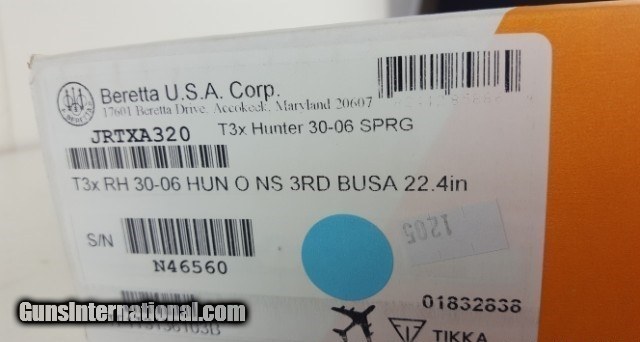 Beretta U.S.A. Corp.
17601 Beretta Drive, Accokeek, Maryland 20607
JRTXA320 T3x Hunter 30-06 SPRG
T3x RH 30-06 HUN O NS 3RD BUSA 22.4in
S/N
N46560
1205
01832838
TIKKA
GunsInternational.com